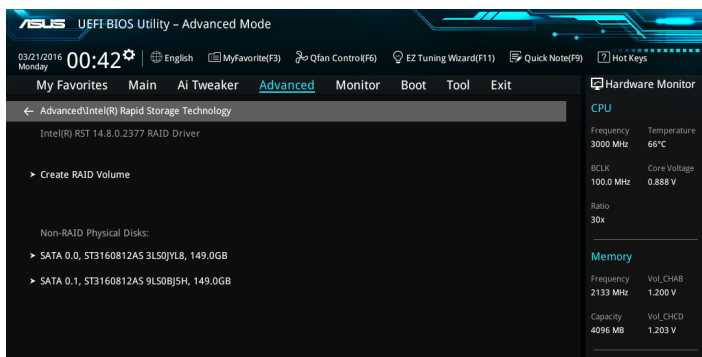 ASUS UEFI BIOS Utility – Advanced Mode
03/21/2016 Monday 00:42 English MyFavorite(F3) Qfan Control(F6) EZ Tuning Wizard(F11) Quick Note(F9) ? Hot Keys
My Favorites Main Ai Tweaker Advanced Monitor Boot Tool Exit
← Advanced\Intel(R) Rapid Storage Technology
Intel(R) RST 14.8.0.2377 RAID Driver
> Create RAID Volume
Non-RAID Physical Disks:
> SATA 0.0, ST3160812AS 3LS0JYL8, 149.0GB
> SATA 0.1, ST3160812AS 9LS0BJ5H, 149.0GB
Hardware Monitor
CPU
Frequency Temperature
3000 MHz 66°C
BCLK Core Voltage
100.0 MHz 0.888 V
Ratio
30x
Memory
Frequency Vol_CHAB
2133 MHz 1.200 V
Capacity Vol_CHCD
4096 MB 1.203 V